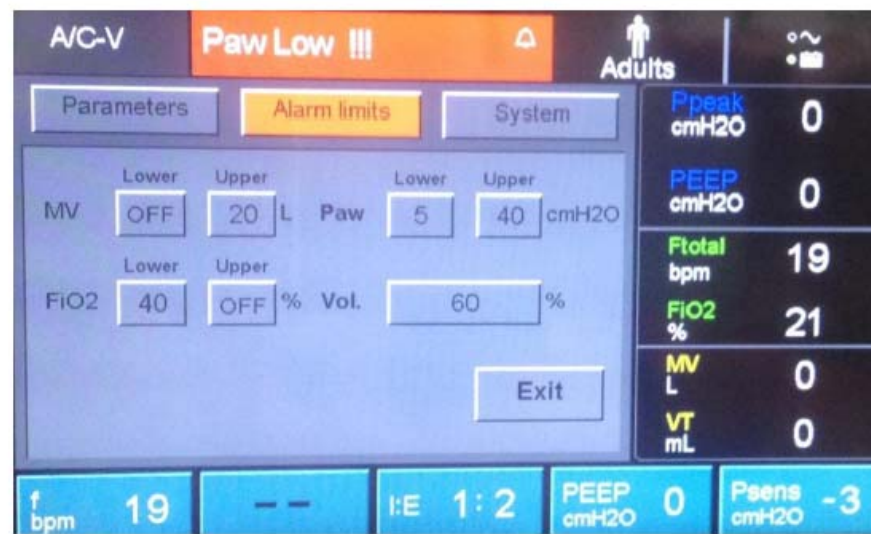 A/C-V Paw Low !!! Adults
Parameters Alarm limits System
Ppeak cmH2O 0
Lower Upper Lower Upper
MV OFF 20 L Paw 5 40 cmH2O
PEEP cmH2O 0
Lower Upper
FiO2 40 OFF % Vol. 60 %
Ftotal bpm 19
FiO2 % 21
Exit
MV L 0
VT mL 0
f bpm 19 -- I:E 1:2 PEEP cmH2O 0 Psens cmH2O -3